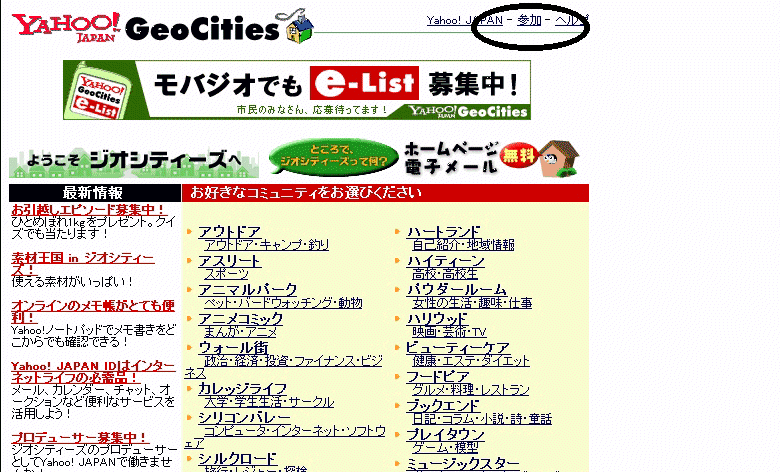 YAHOO! JAPAN GeoCities
Yahoo! JAPAN - 参加 - ヘルプ
YAHOO!
GeoCities
e-List
モバジオでも e-List 募集中!
市民のみなさん、応募待ってます!
YAHOO! JAPAN GeoCities
ようこそ ジオシティーズへ
ところで、
ジオシティーズって何?
ホームページ
電子メール
無料
最新情報
お引越しエピソード募集中!
ひとめぼれ1kgをプレゼント。クイ
ズでも当たります!
素材王国 in ジオシティー
ズ!
使える素材がいっぱい!
オンラインのメモ帳がとても便
利!
Yahoo!ノートパッドでメモ書きをど
こからでも確認できる!
Yahoo! JAPAN IDはインター
ネットライフの必需品!
メール、カレンダー、チャット、オ
ークションなど便利なサービスを
活用しよう!
プロデューサー募集中!
ジオシティーズのプロデューサー
としてYahoo! JAPANで働きませ
お好きなコミュニティをお選びください
アウトドア
アウトドア・キャンプ・釣り
アスリート
スポーツ
アニマルパーク
ペット・バードウォッチング・動物
アニメコミック
まんが・アニメ
ウォール街
政治・経済・投資・ファイナンス・ビジ
ネス
カレッジライフ
大学・学生生活・サークル
シリコンバレー
コンピュータ・インターネット・ソフトウ
ェア
シルクロード
旅行・レジャー・探検
ハートランド
自己紹介・地域情報
ハイティーン
高校・高校生
パウダールーム
女性の生活・趣味・仕事
ハリウッド
映画・芸術・TV
ビューティーケア
健康・エステ・ダイエット
フードピア
グルメ・料理・レストラン
ブックエンド
日記・コラム・小説・詩・童話
プレイタウン
ゲーム・模型
ミュージックスター